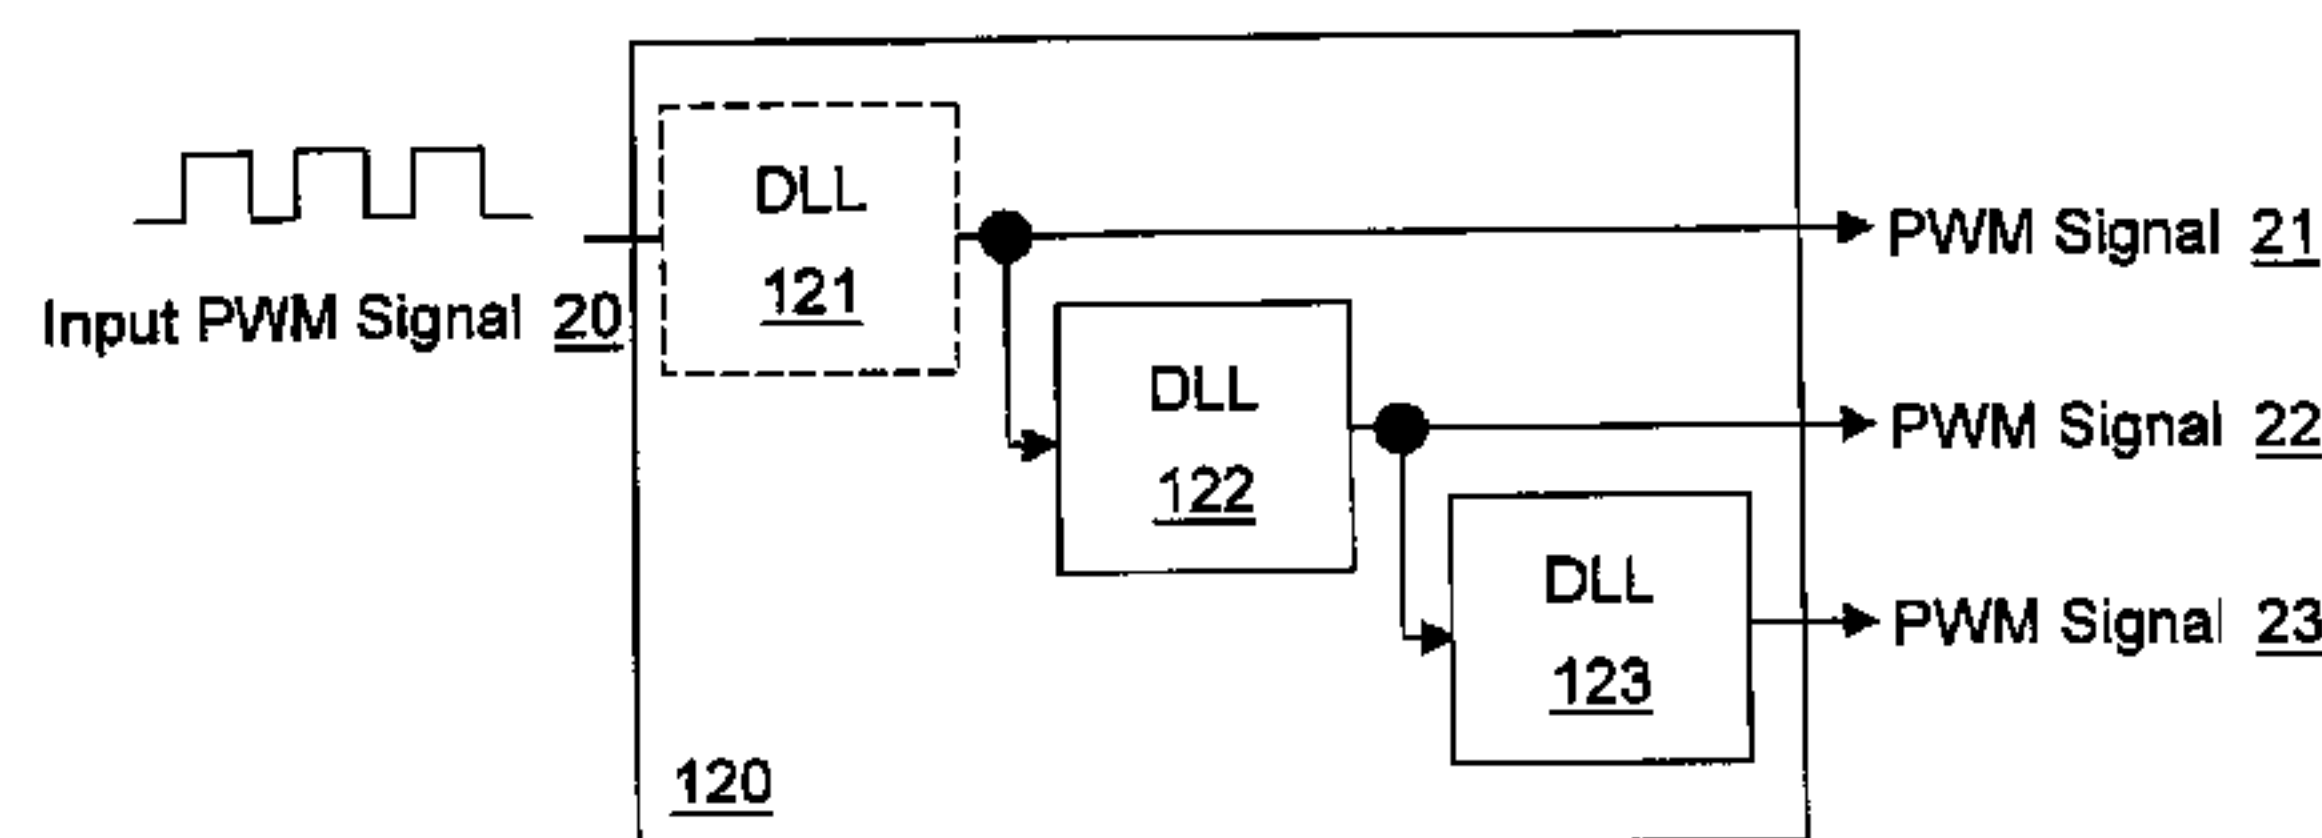 DLL
121
Input PWM Signal 20
PWM Signal 21
DLL
122
PWM Signal 22
DLL
123
PWM Signal 23
120